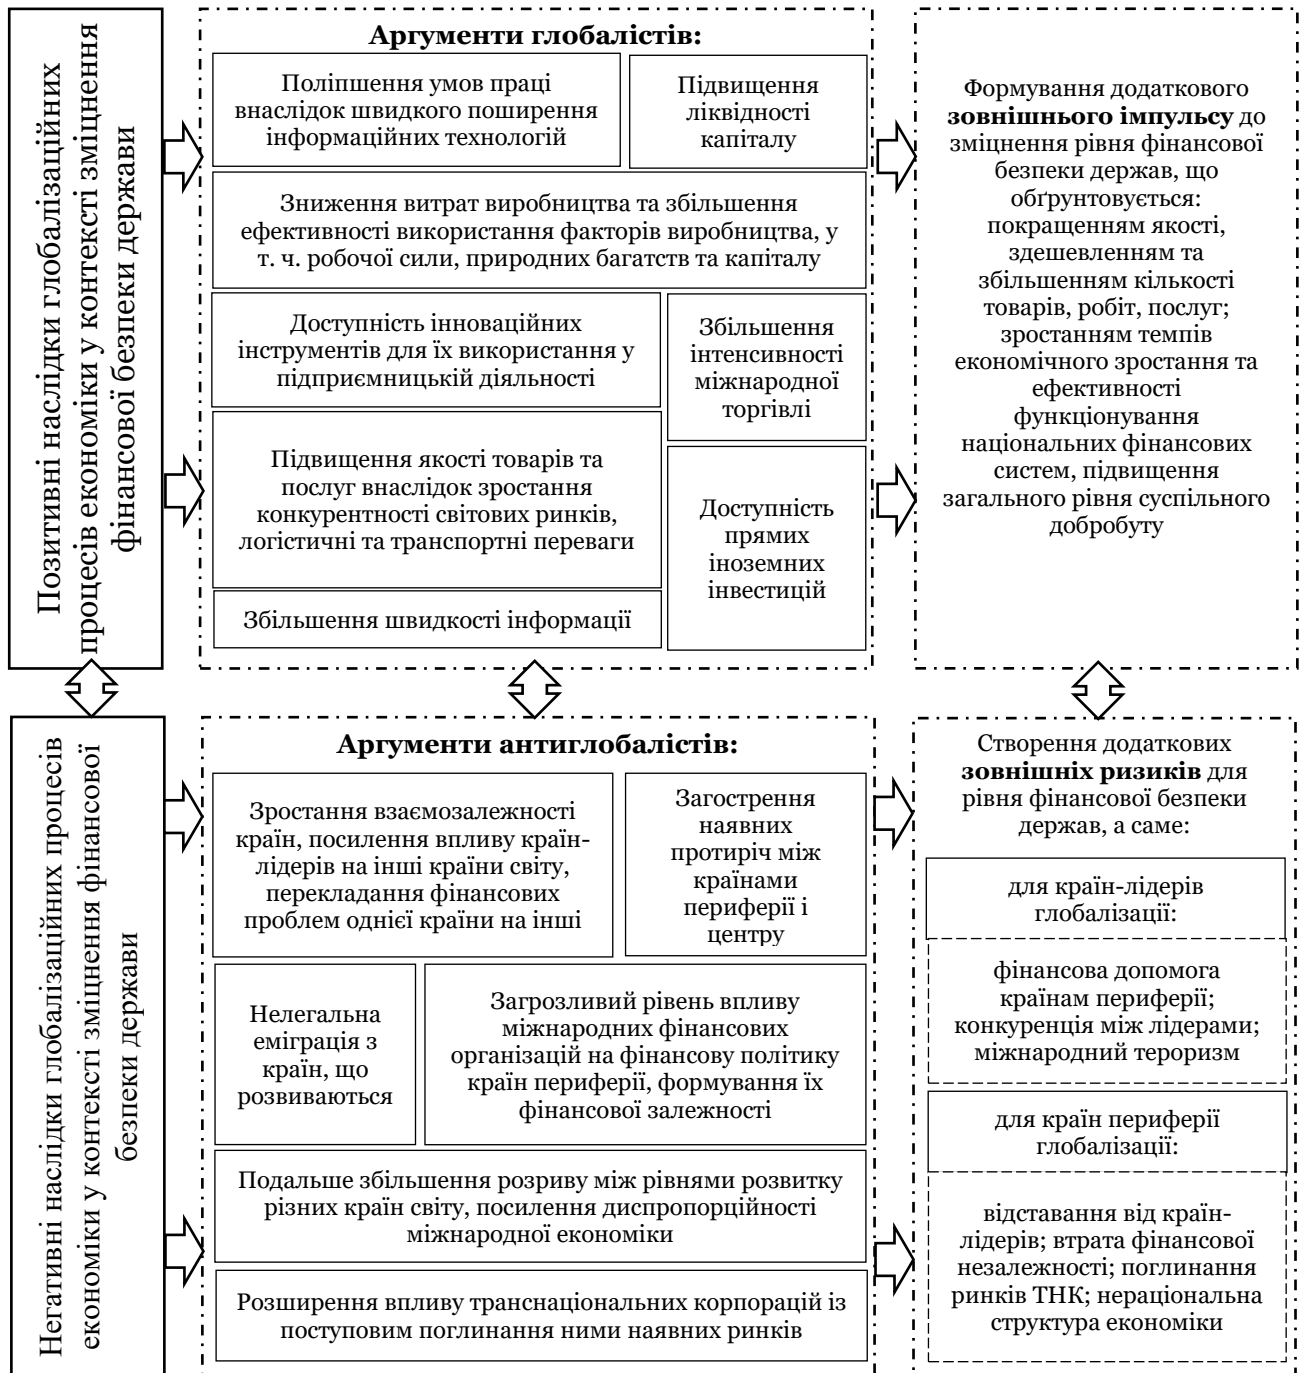 Позитивні наслідки глобалізаційних
процесів економіки у контексті зміцнення
фінансової безпеки держави
Аргументи глобалістів:
Поліпшення умов праці
внаслідок швидкого поширення
інформаційних технологій
Підвищення
ліквідності
капіталу
Зниження витрат виробництва та збільшення
ефективності використання факторів виробництва, у
т. ч. робочої сили, природних багатств та капіталу
Доступність інноваційних
інструментів для їх використання у
підприємницькій діяльності
Збільшення
інтенсивності
міжнародної
торгівлі
Підвищення якості товарів та
послуг внаслідок зростання
конкурентності світових ринків,
логістичні та транспортні переваги
Доступність
прямих
іноземних
інвестицій
Збільшення швидкості інформації
Формування додаткового
зовнішнього імпульсу до
зміцнення рівня фінансової
безпеки держав, що
обґрунтовується:
покращенням якості,
здешевленням та
збільшенням кількості
товарів, робіт, послуг;
зростанням темпів
економічного зростання та
ефективності
функціонування
національних фінансових
систем, підвищення
загального рівня суспільного
добробуту
Негативні наслідки глобалізаційних процесів
економіки у контексті зміцнення фінансової
безпеки держави
Аргументи антиглобалістів:
Зростання взаємозалежності
країн, посилення впливу країн-
лідерів на інші країни світу,
перекладання фінансових
проблем однієї країни на інші
Загострення
наявних
протиріч між
країнами
периферії і
центру
Нелегальна
еміграція з
країн, що
розвиваються
Загрозливий рівень впливу
міжнародних фінансових
організацій на фінансову політику
країн периферії, формування їх
фінансової залежності
Подальше збільшення розриву між рівнями розвитку
різних країн світу, посилення диспропорційності
міжнародної економіки
Розширення впливу транснаціональних корпорацій із
поступовим поглинання ними наявних ринків
Створення додаткових
зовнішніх ризиків для
рівня фінансової безпеки
держав, а саме:
для країн-лідерів
глобалізації:
фінансова допомога
країнам периферії;
конкуренція між лідерами;
міжнародний тероризм
для країн периферії
глобалізації:
відставання від країн-
лідерів; втрата фінансової
незалежності; поглинання
ринків ТНК; нераціональна
структура економіки